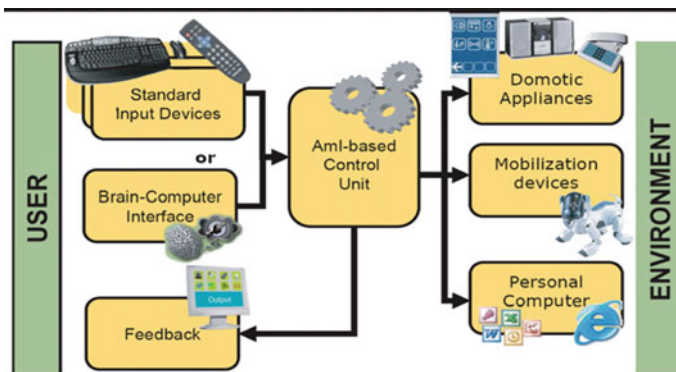 USER
Standard
Input Devices
or
Brain-Computer
Interface
Output
Feedback
AmI-based
Control
Unit
Domotic
Appliances
Mobilization
devices
Personal
Computer
ENVIRONMENT